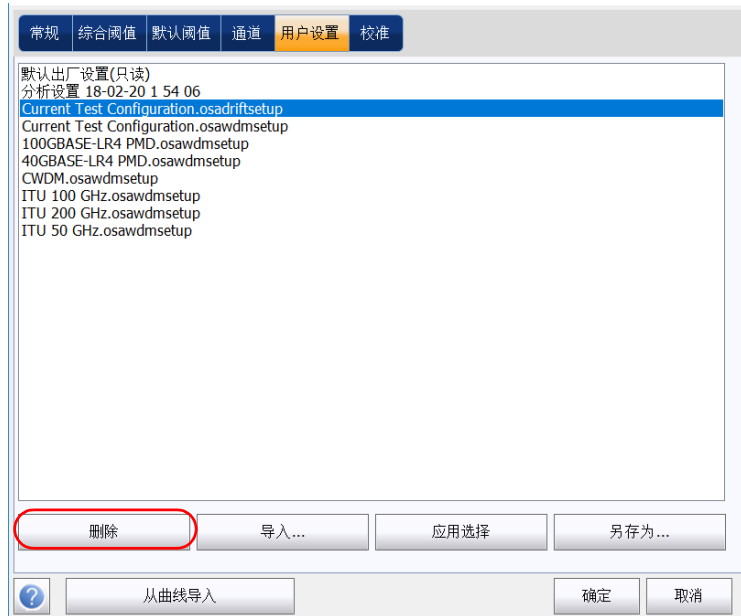 常规 综合阈值 默认阈值 通道 用户设置 校准
默认出厂设置(只读)
分析设置 18-02-20 1 54 06
Current Test Configuration.osadriftsetup
Current Test Configuration.osawdmsetup
100GBASE-LR4 PMD.osawdmsetup
40GBASE-LR4 PMD.osawdmsetup
CWDM.osawdmsetup
ITU 100 GHz.osawdmsetup
ITU 200 GHz.osawdmsetup
ITU 50 GHz.osawdmsetup
删除 导入... 应用选择 另存为...
? 从曲线导入 确定 取消